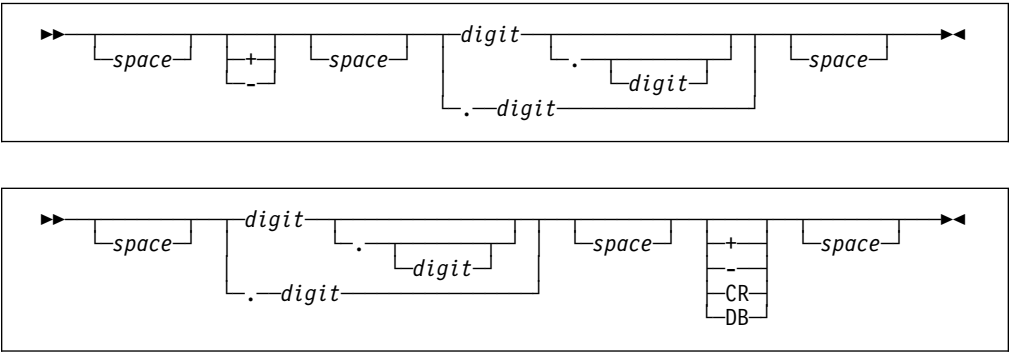 digit
space + space . space
- digit
. digit
digit
space . space + space
digit -
. digit CR
DB